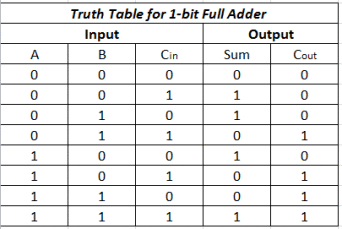 Truth Table for 1-bit Full Adder
Input Output
A B Cin Sum Cout
0 0 0 0 0
0 0 1 1 0
0 1 0 1 0
0 1 1 0 1
1 0 0 1 0
1 0 1 0 1
1 1 0 0 1
1 1 1 1 1